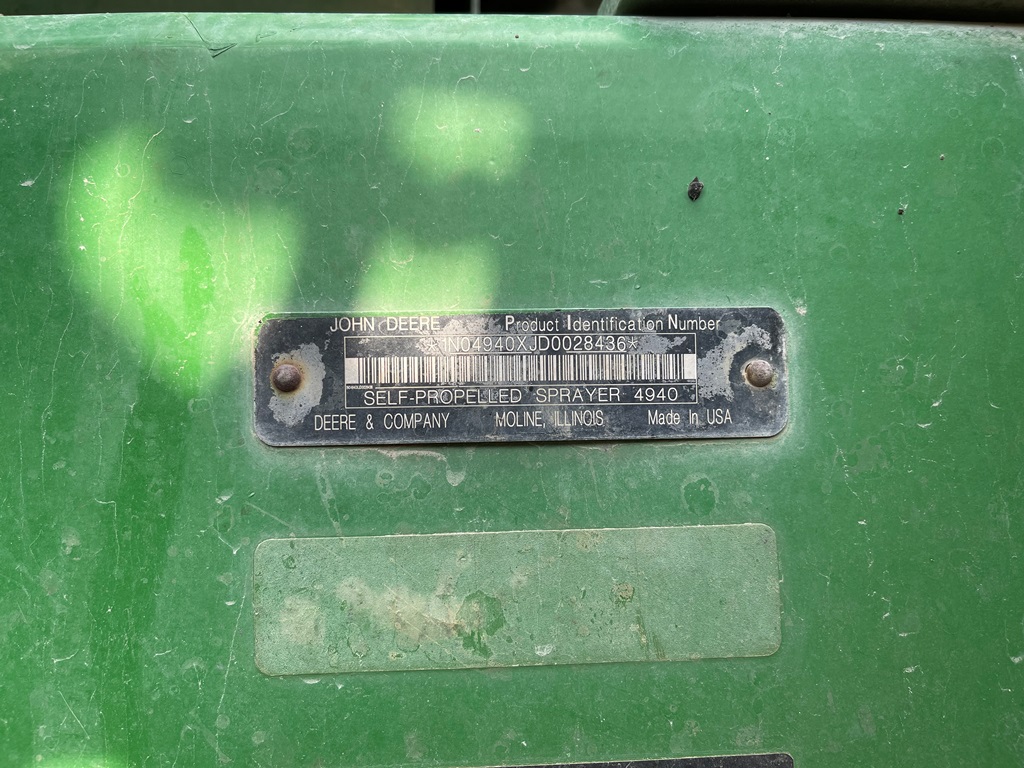 JOHN DEERE Product Identification Number
*1N04940XJD0028436*
SELF-PROPELLED SPRAYER 4940
DEERE & COMPANY MOLINE, ILLINOIS Made In USA